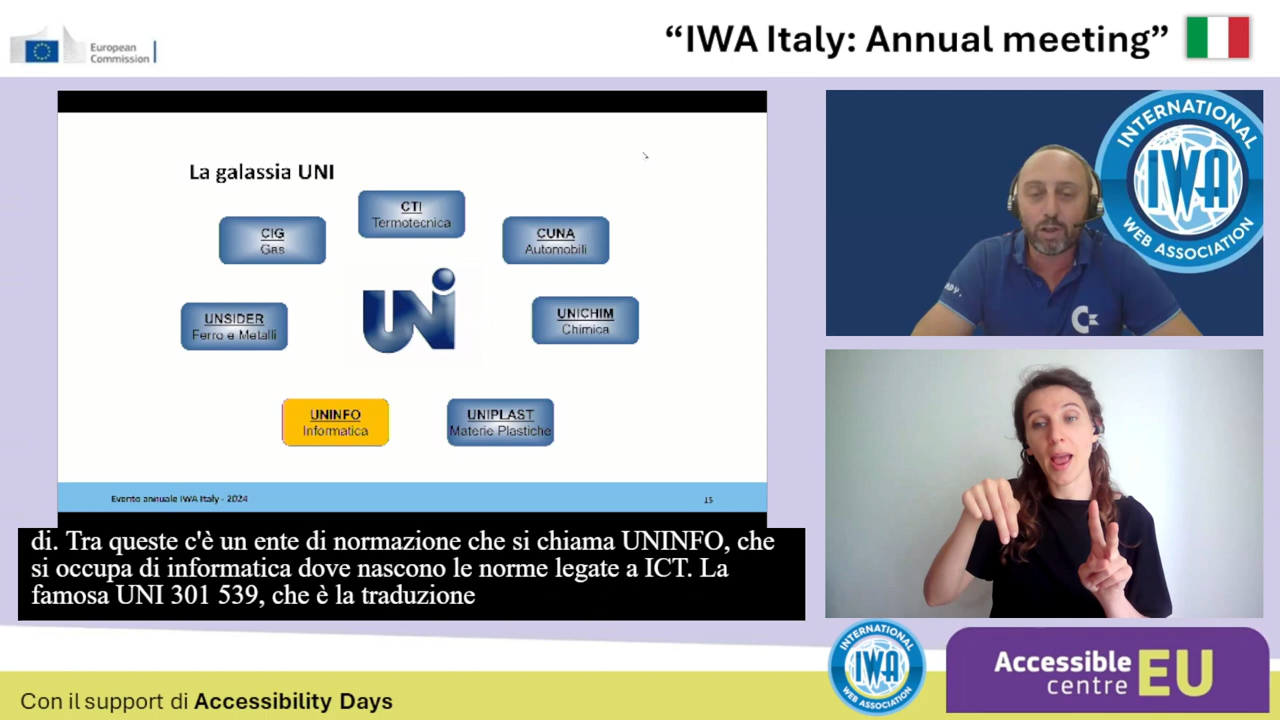 European
Commission
“IWA Italy: Annual meeting”
La galassia UNI
CTI
Termotecnica
CIG
Gas
CUNA
Automobili
UNSIDER
Ferro e Metalli
UNI
UNICHIM
Chimica
UNINFO
Informatica
UNIPLAST
Materie Plastiche
Evento annuale IWA Italy - 2024
15
INTERNATIONAL
IWA
WEB ASSOCIATION
di. Tra queste c'è un ente di normazione che si chiama UNINFO, che
si occupa di informatica dove nascono le norme legate a ICT. La
famosa UNI 301 539, che è la traduzione
INTERNATIONAL
IWA
WEB ASSOCIATION
Accessible
centre
EU
Con il support di Accessibility Days